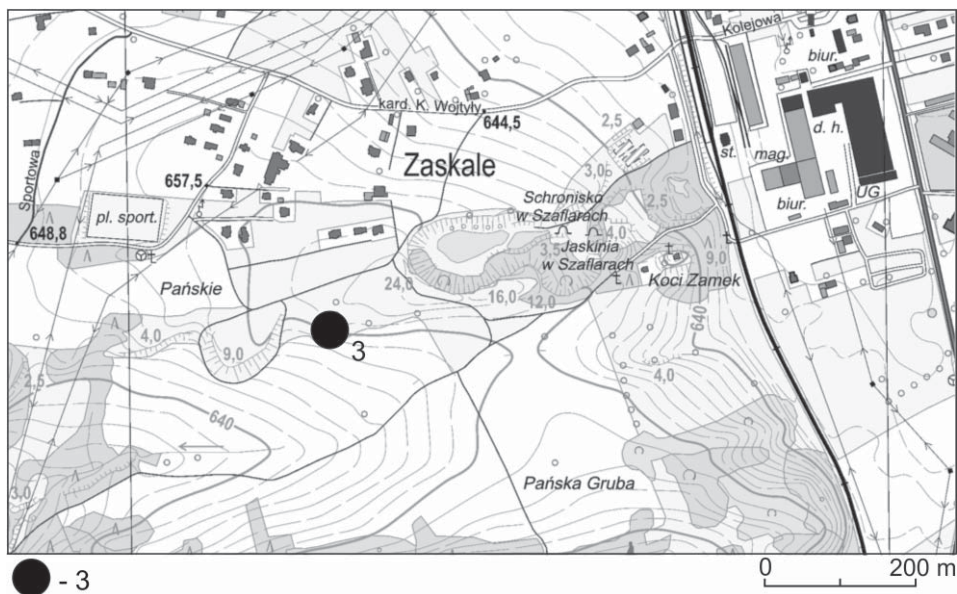 Kolejowa
biur.
kard. K. Wojtyły
644,5
2,5
d. h.
Zaskale
3,0
st.
mag.
Sportowa
657,5
Schronisko
w Szaflarach
2,5
biur.
UG
pl. sport.
4,0
648,8
3,5
Jaskinia
w Szaflarach
9,0
24,0
Koci Zamek
Pańskie
16,0
12,0
640
3
4,0
9,0
4,0
2,5
640
Pańska Gruba
3,0
- 3
0 200 m